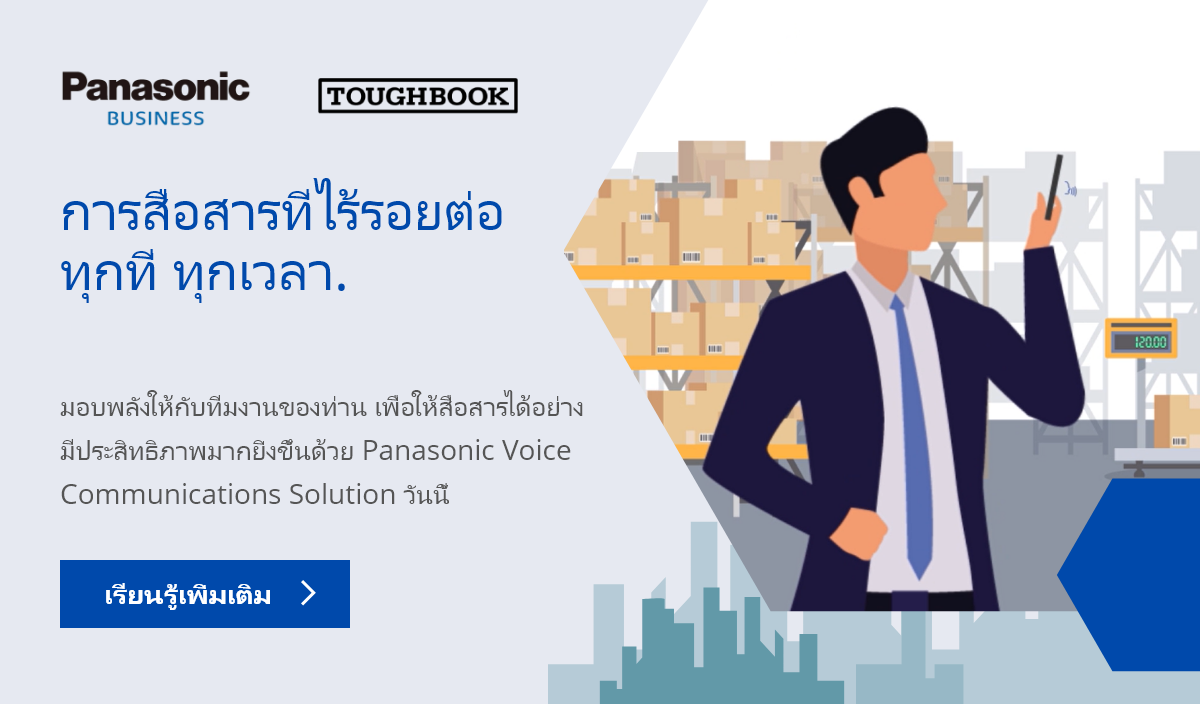 Panasonic
BUSINESS
TOUGHBOOK
การสื่อสารที่ไร้รอยต่อ
ทุกที่ ทุกเวลา.
มอบพลังให้กับทีมงานของท่าน เพื่อให้สื่อสารได้อย่าง
มีประสิทธิภาพมากยิ่งขึ้นด้วย Panasonic Voice
Communications Solution วันนี้
เรียนรู้เพิ่มเติม
120.00